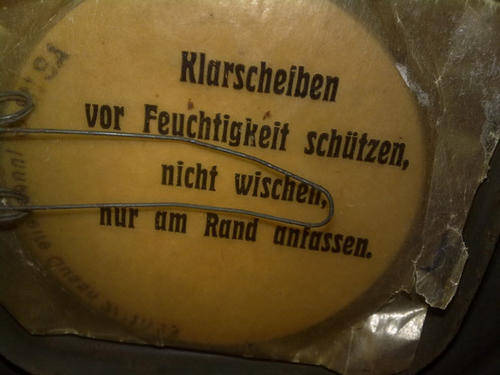 Klarscheiben
vor Feuchtigkeit schützen,
nicht wischen,
nur am Rand anfassen.